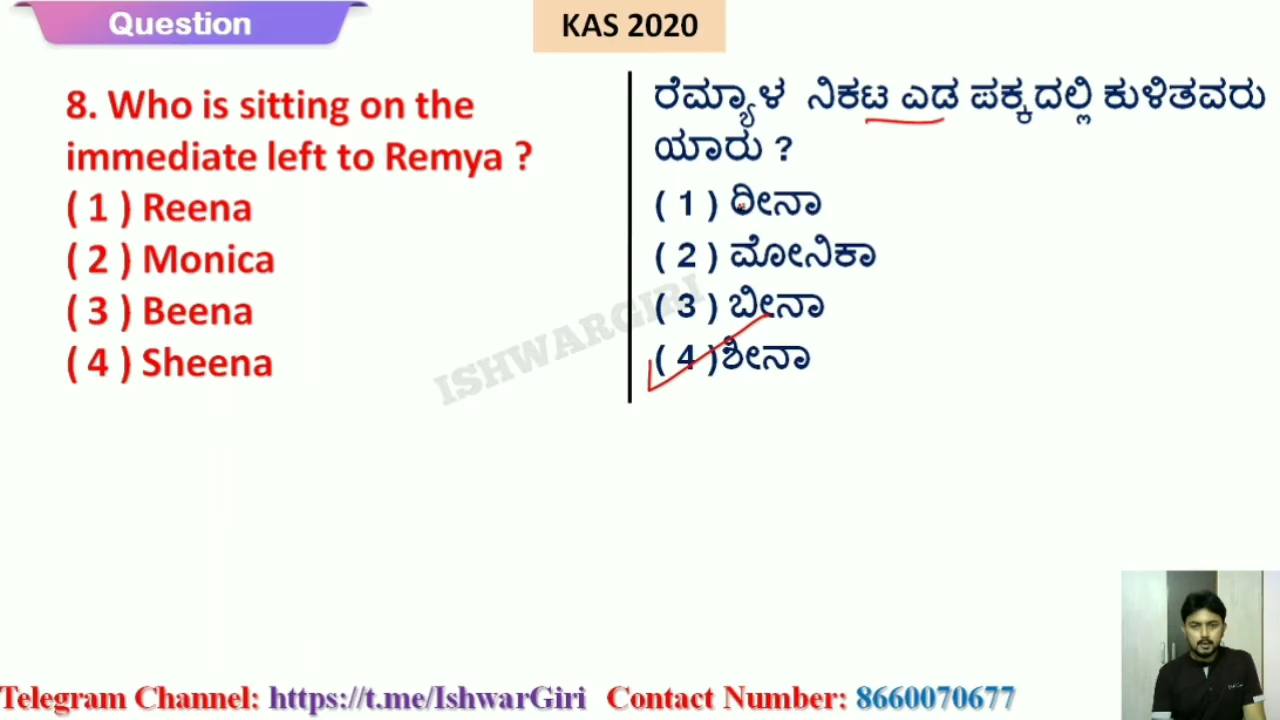 Question
KAS 2020
8. Who is sitting on the
immediate left to Remya ?
( 1 ) Reena
( 2 ) Monica
( 3 ) Beena
( 4 ) Sheena
ರೆಮ್ಯಾಳ ನಿಕಟ ಎಡ ಪಕ್ಕದಲ್ಲಿ ಕುಳಿತವರು
ಯಾರು ?
( 1 ) ರೀನಾ
( 2 ) ಮೋನಿಕಾ
( 3 ) ಬೀನಾ
( 4 )ಶೀನಾ
ISHWARGIRI
Telegram Channel: https://t.me/IshwarGiri Contact Number: 8660070677